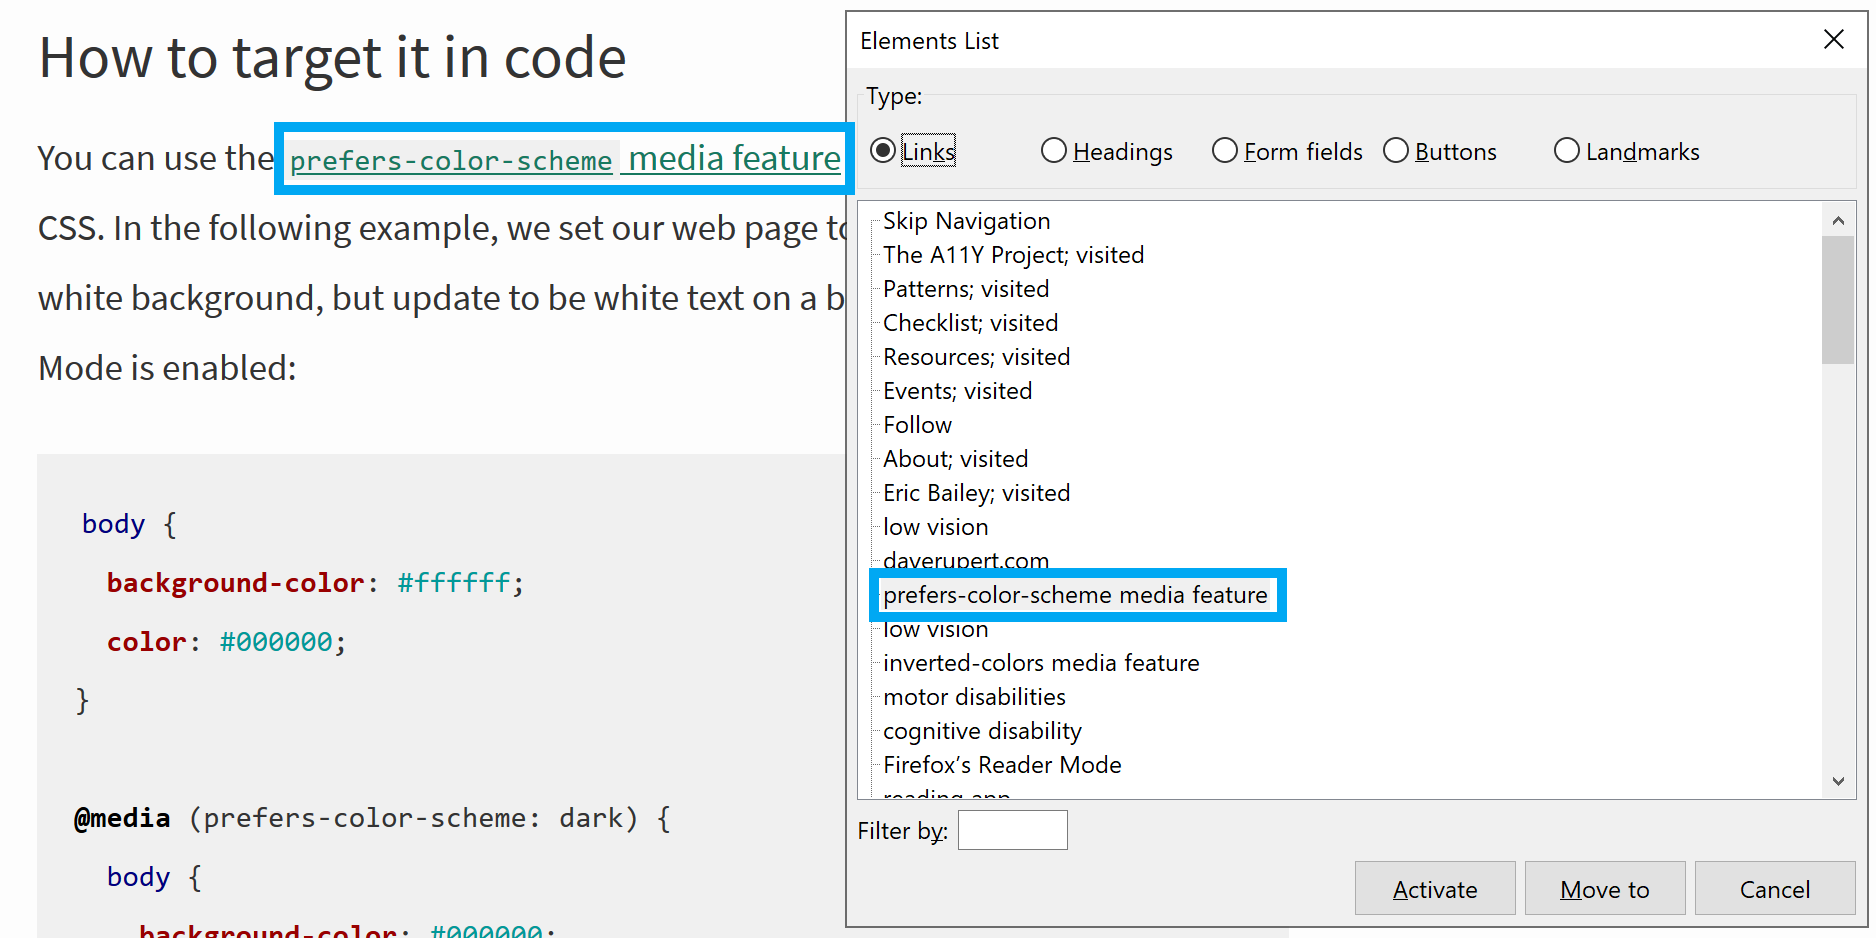 How to target it in code
You can use the prefers-color-scheme media feature
CSS. In the following example, we set our web page to
white background, but update to be white text on a b
Mode is enabled:
body {
background-color: #ffffff;
color: #000000;
}
@media (prefers-color-scheme: dark) {
body {
background-color: #000000;
Elements List
Type:
Links
Headings
Form fields
Buttons
Landmarks
Skip Navigation
The A11Y Project; visited
Patterns; visited
Checklist; visited
Resources; visited
Events; visited
Follow
About; visited
Eric Bailey; visited
low vision
daverupert.com
prefers-color-scheme media feature
low vision
inverted-colors media feature
motor disabilities
cognitive disability
Firefox’s Reader Mode
reading app
Filter by:
Activate
Move to
Cancel